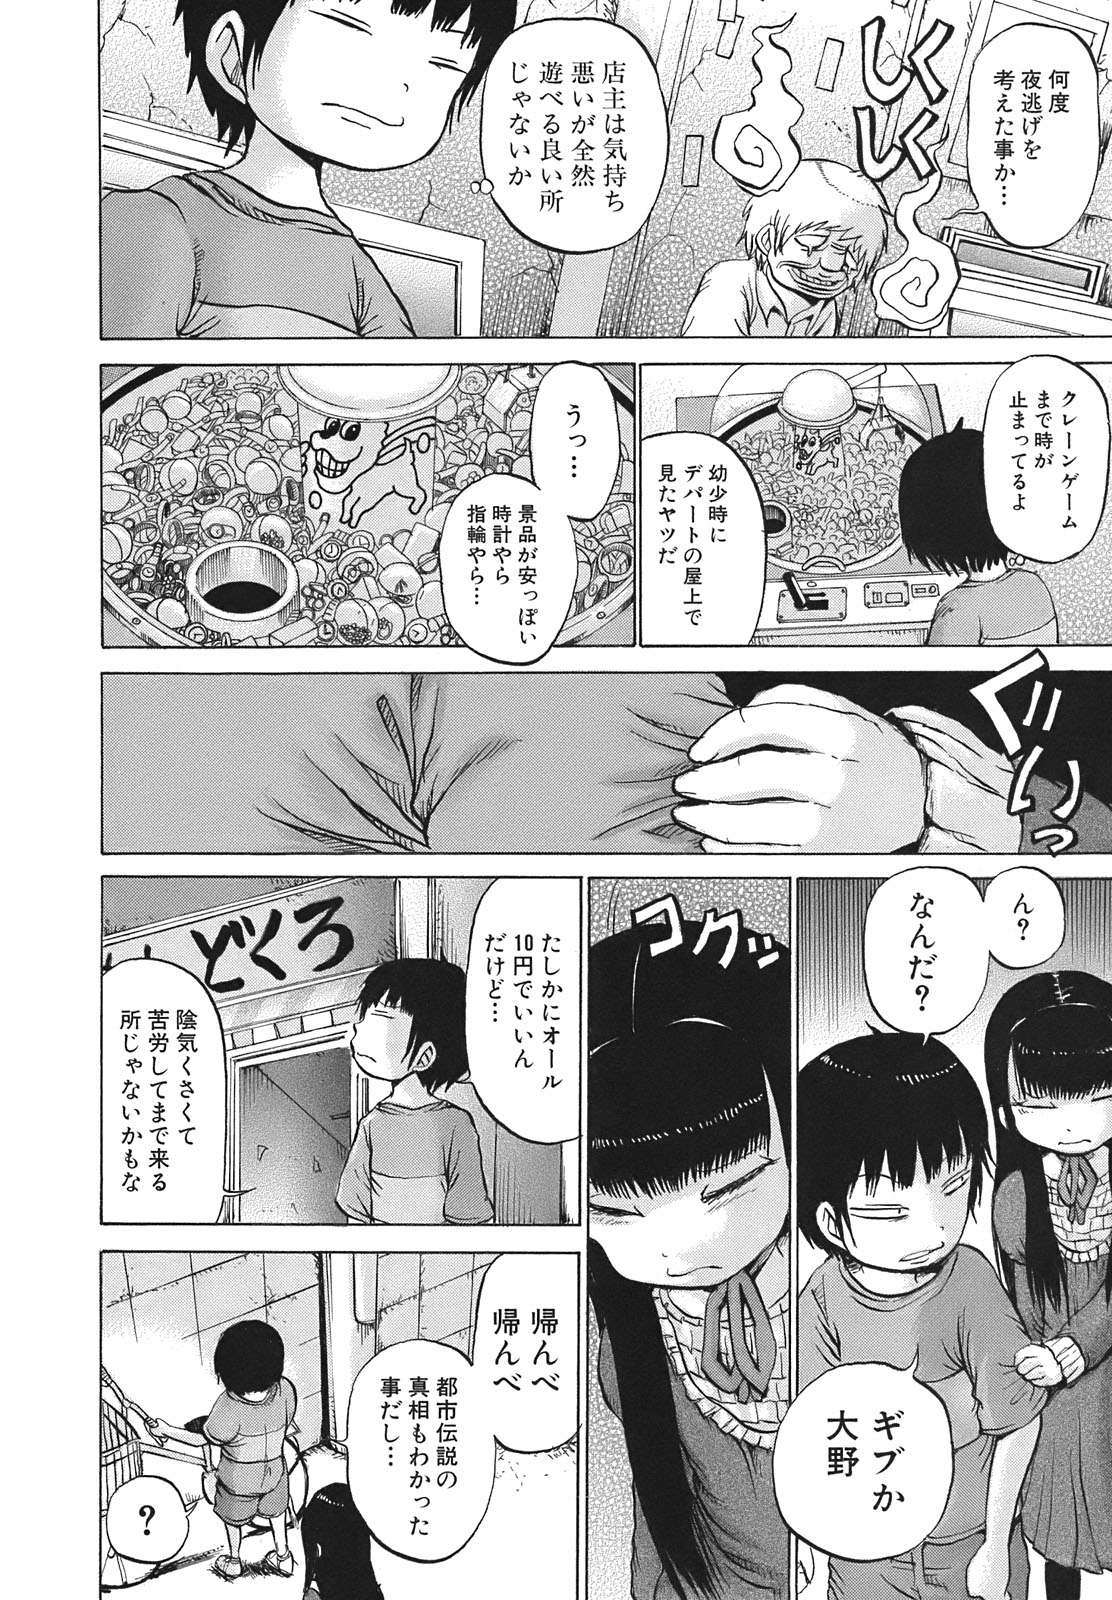 何度
夜逃げを
考えた事か…
しくしく
店主は気持ち
悪いが全然
遊べる良い所
じゃないか
クレーンゲーム
まで時が
止まってるよ
幼少時に
デパートの屋上で
見たヤツだ
うっ…
景品が安っぽい
時計やら
指輪やら…
ぐいっ
ん?
なんだ?
ギブか
大野
コクッ
たしかにオール
10円でいいん
だけど…
どくろ
陰気くさくて
苦労してまで来る
所じゃないかもな
帰んべ
帰んべ
都市伝説の
真相もわかった
事だし…
?